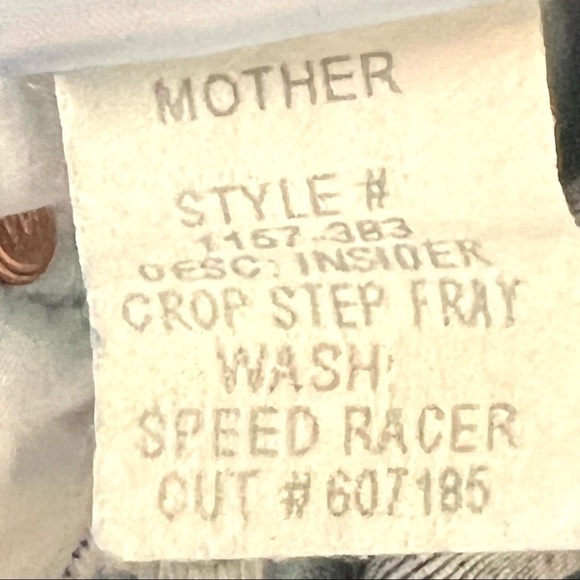 MOTHER
STYLE #
1157-383
DESC: INSIDER
CROP STEP FRAY
WASH:
SPEED RACER
CUT #607185